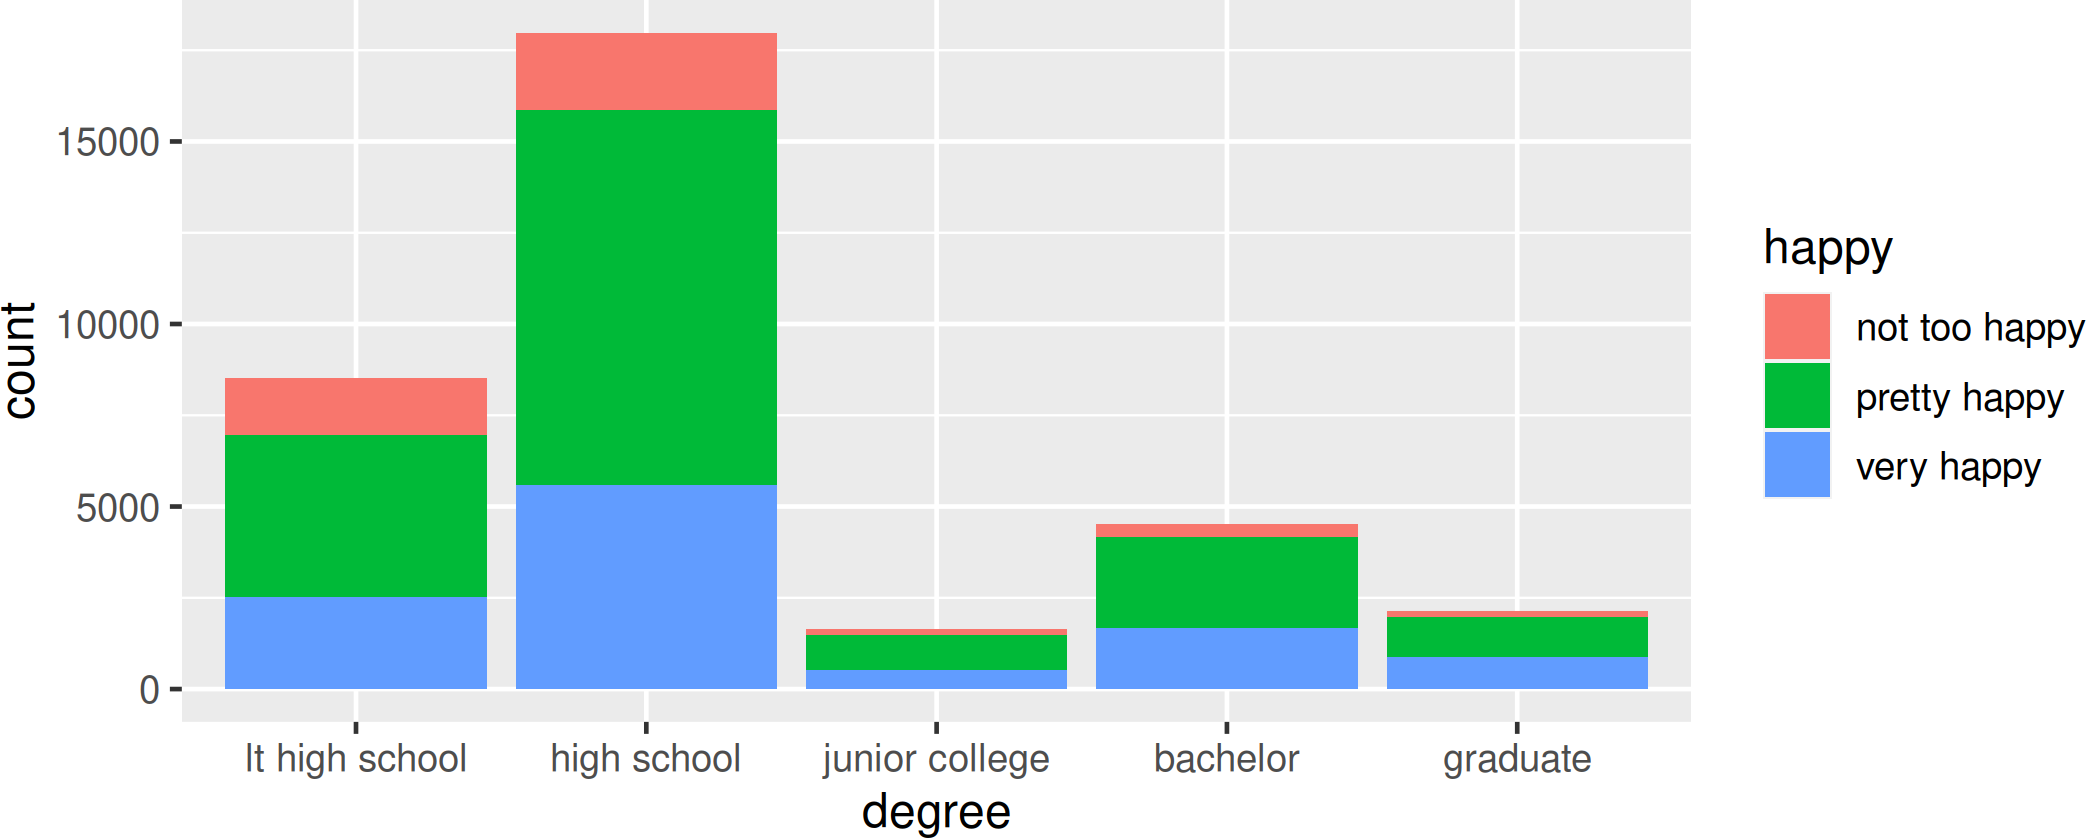 count
15000
10000
5000
0
lt high school
high school
junior college
bachelor
graduate
degree
happy
not too happy
pretty happy
very happy